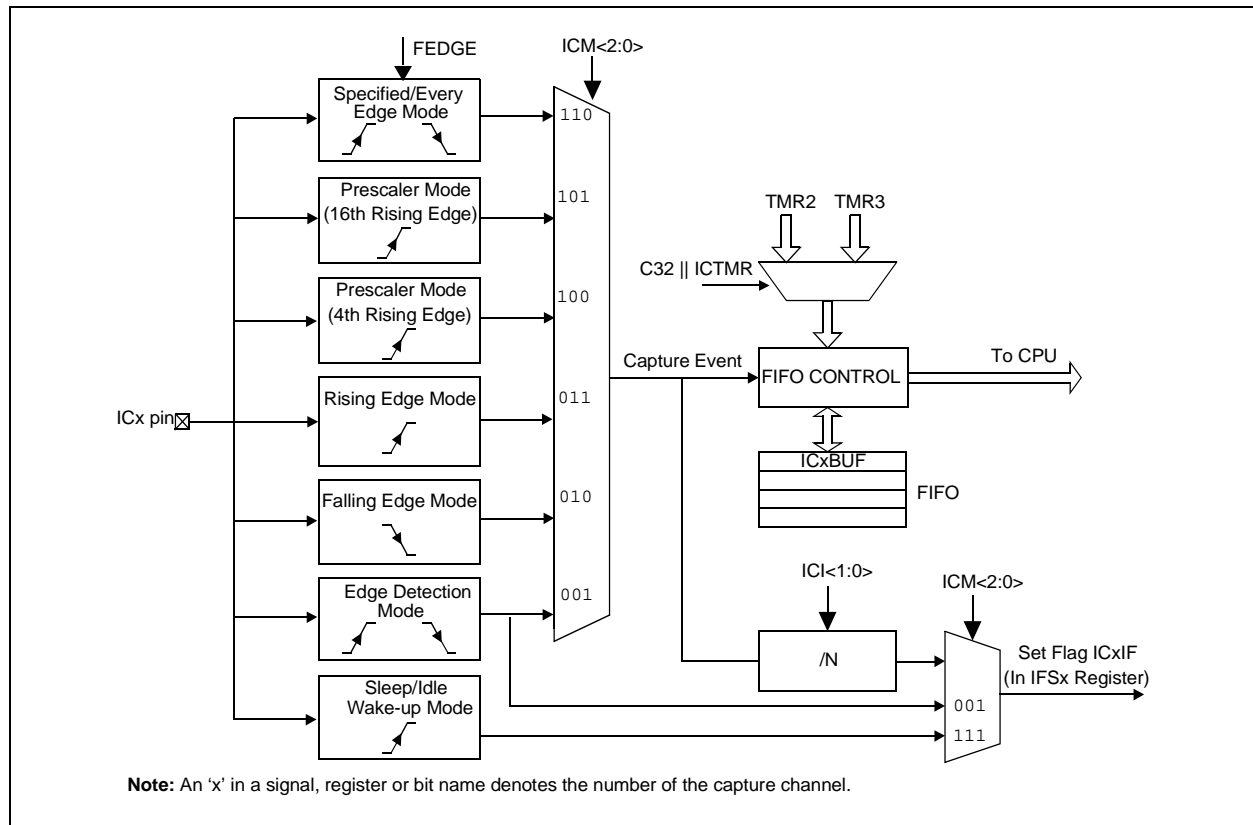 FEDGE
ICM<2:0>
Specified/Every
Edge Mode
110
Prescaler Mode
(16th Rising Edge)
101
TMR2
TMR3
C32 || ICTMR
Prescaler Mode
(4th Rising Edge)
100
Capture Event
FIFO CONTROL
To CPU
Rising Edge Mode
011
ICx pin
ICxBUF
FIFO
Falling Edge Mode
010
ICI<1:0>
ICM<2:0>
Edge Detection
Mode
001
/N
Set Flag ICxIF
(In IFSx Register)
001
111
Sleep/Idle
Wake-up Mode
Note: An ‘x’ in a signal, register or bit name denotes the number of the capture channel.